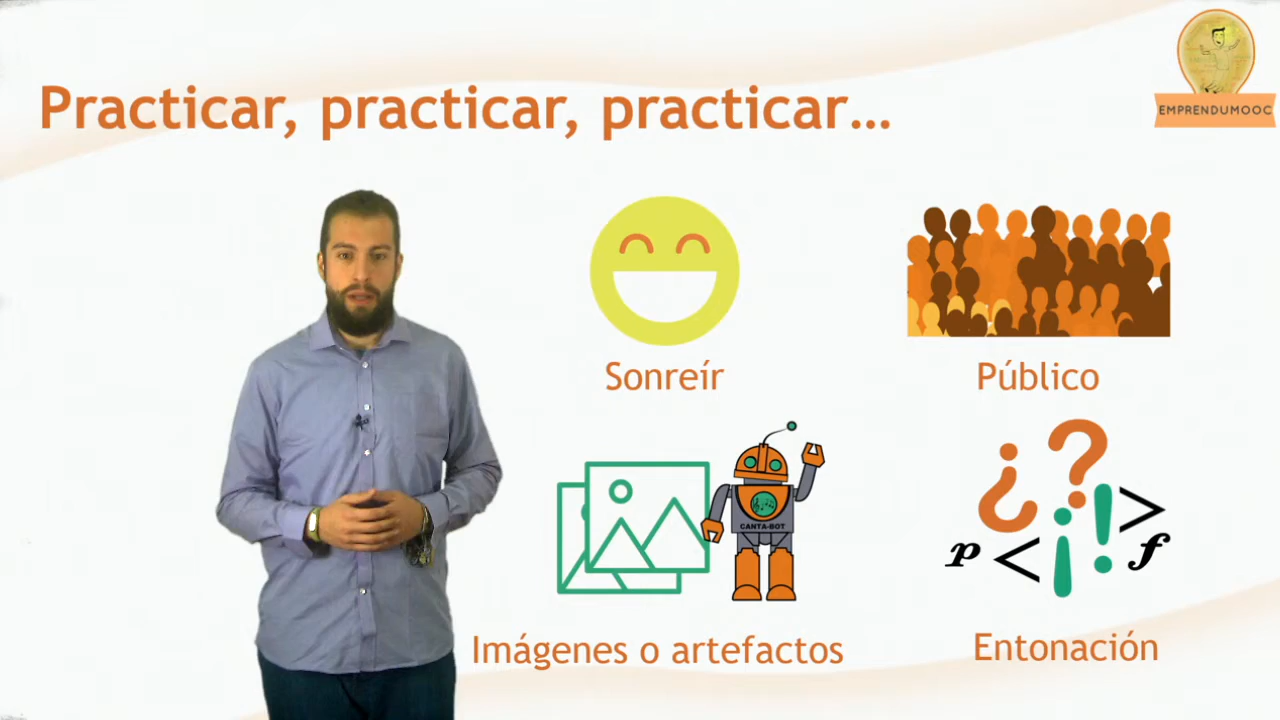 Practicar, practicar, practicar...
EMPRENDUMOOC
Sonreír
Público
CANTA-BOT
¿?
¡!
p < > f
Imágenes o artefactos
Entonación